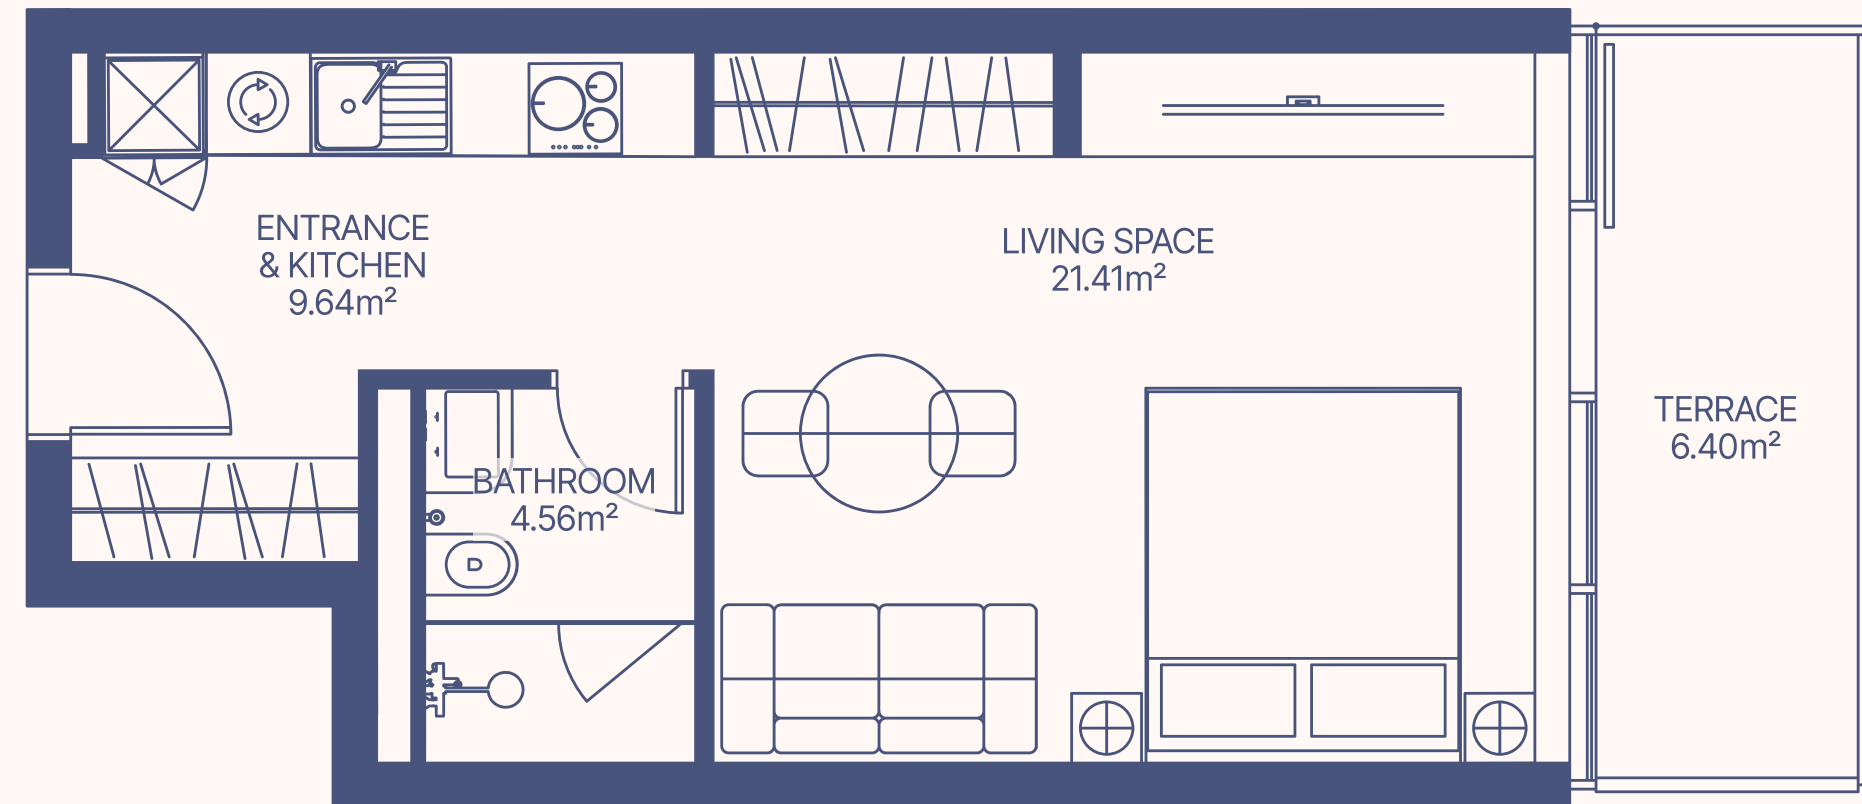 ENTRANCE
& KITCHEN
9.64m²
LIVING SPACE
21.41m²
TERRACE
6.40m²
BATHROOM
4.56m²